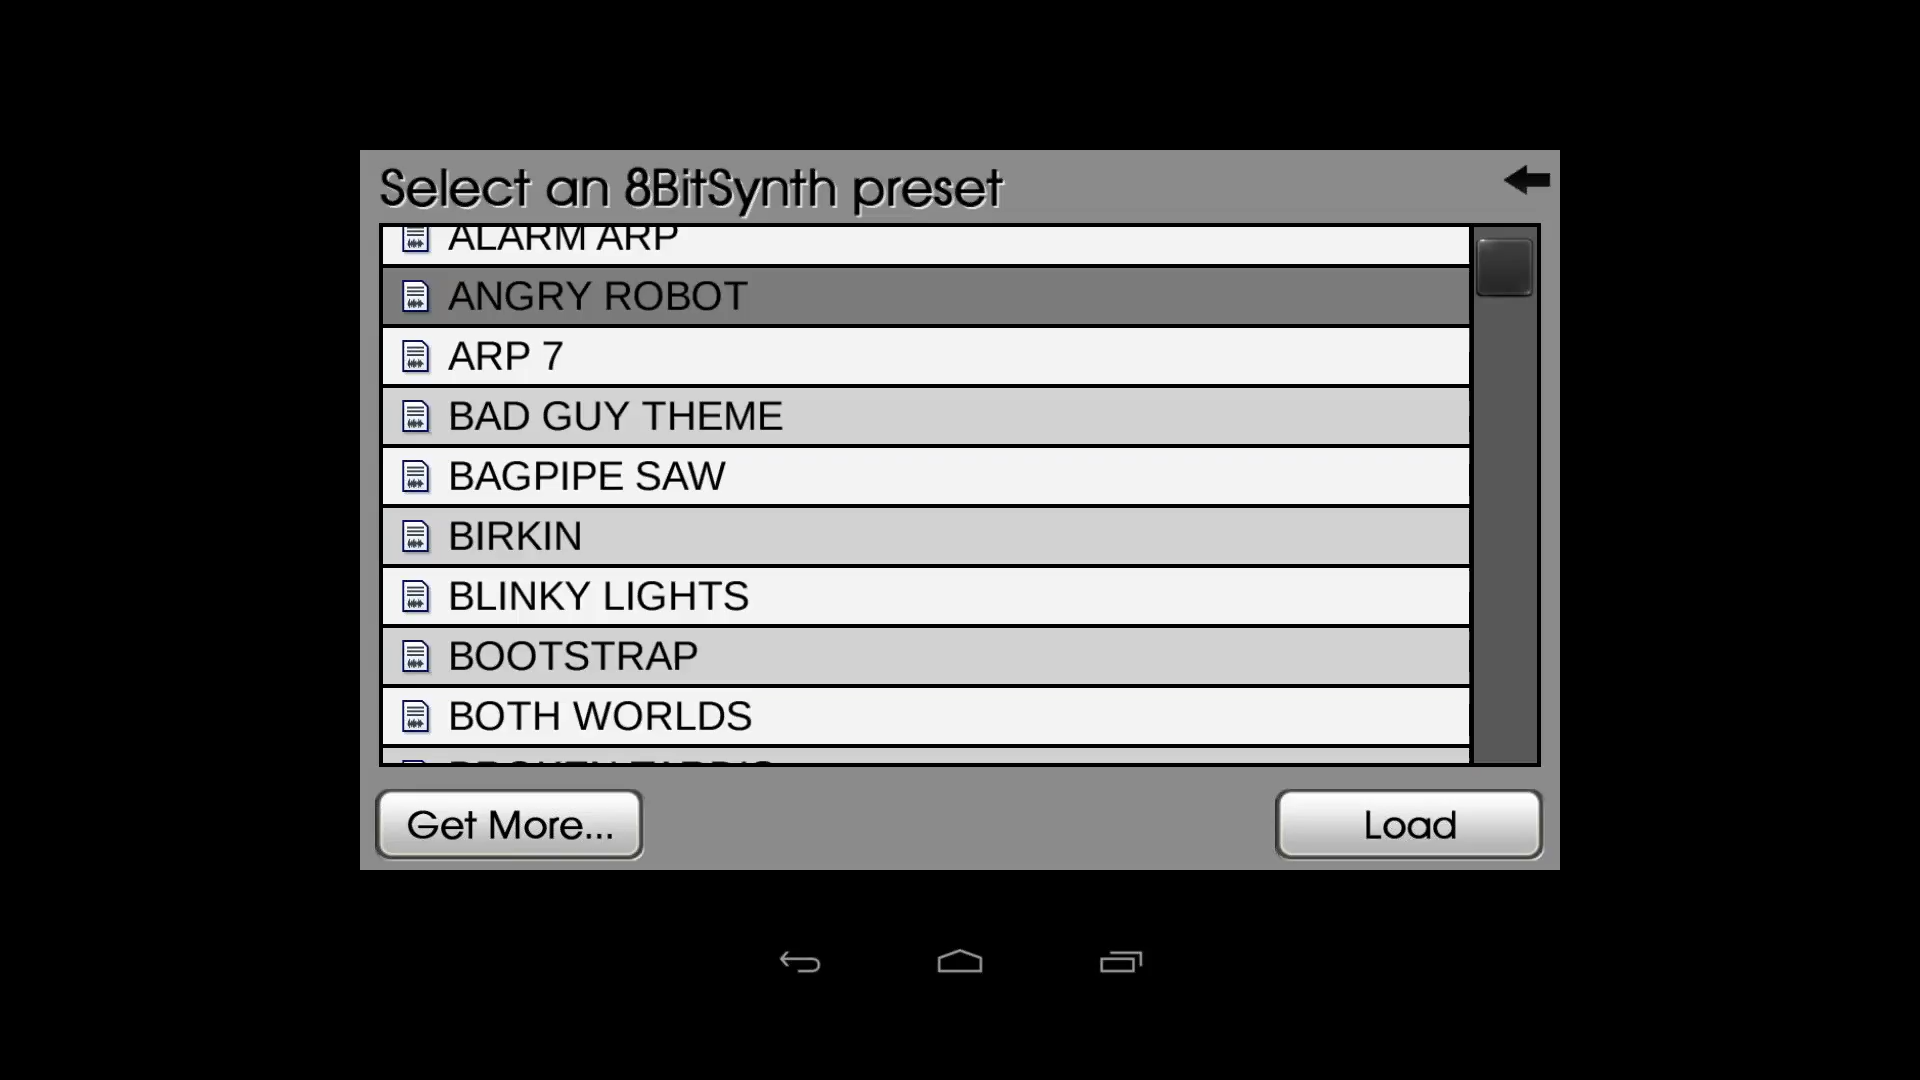 Select an 8BitSynth preset
ALARM ARP
ANGRY ROBOT
ARP 7
BAD GUY THEME
BAGPIPE SAW
BIRKIN
BLINKY LIGHTS
BOOTSTRAP
BOTH WORLDS
Get More...
Load